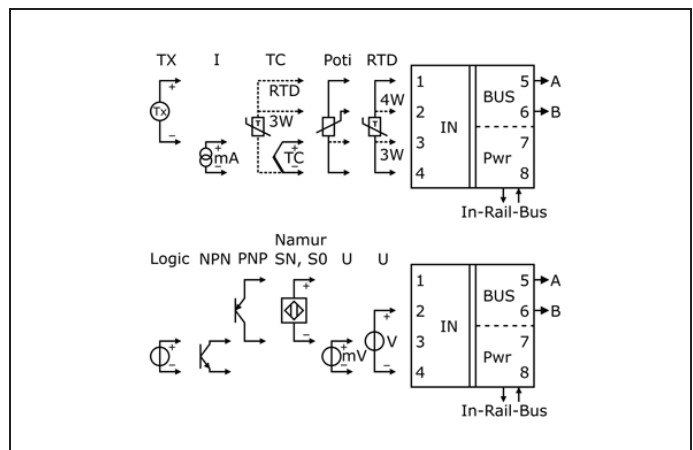 TX I TC Poti RTD
+ RTD 1 5 A
Tx 4W BUS
3W 2 6 B
T T IN
− + + 3 7
mA TC 3W Pwr
− − 4 8
In-Rail-Bus
Namur
Logic NPN PNP SN, S0 U U
+ 1 5 A
BUS
+ 2 6 B
IN
− 3 7
+ + V
mV Pwr
− − − 4 8
In-Rail-Bus